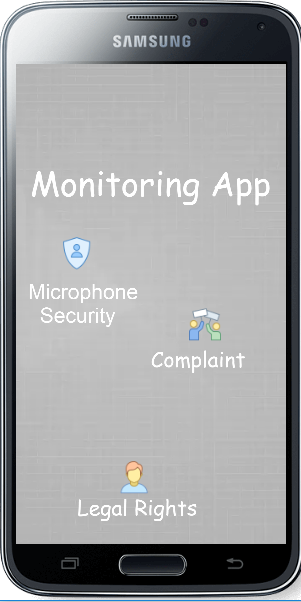 SAMSUNG
Monitoring App
Microphone
Security
Complaint
Legal Rights